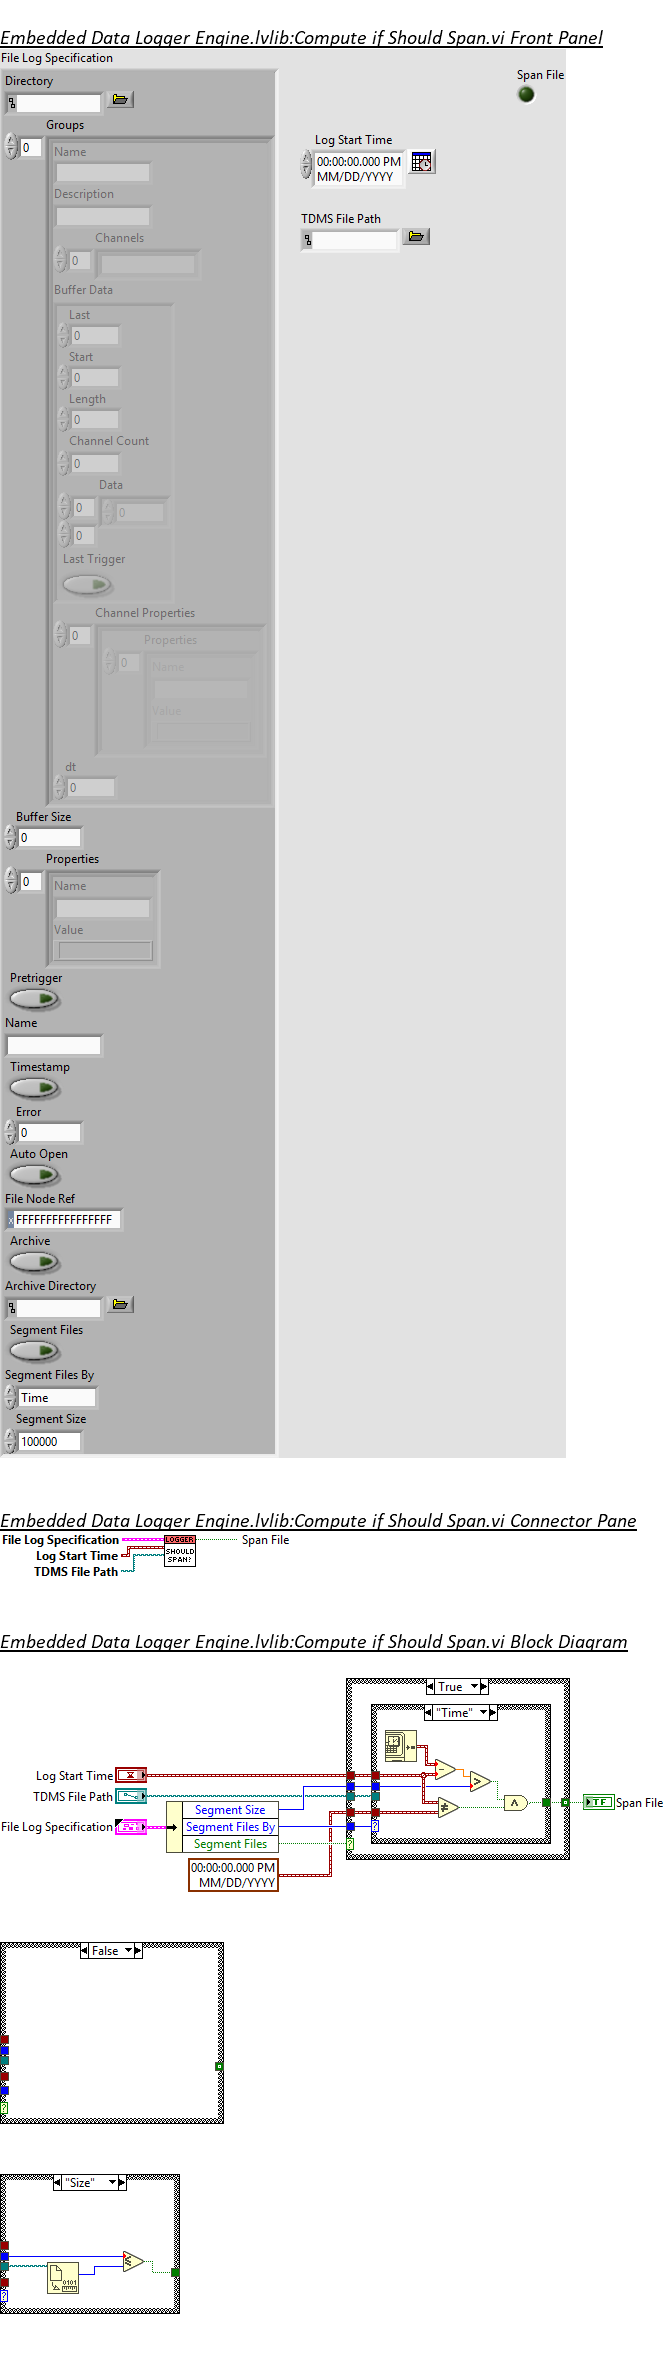 Embedded Data Logger Engine.lvlib:Compute if Should Span.vi Front Panel
File Log Specification
Span File
Directory
Groups
0
Name
Log Start Time
00:00:00.000 PM
MM/DD/YYYY
Description
TDMS File Path
Channels
0
Buffer Data
Last
0
Start
0
Length
0
Channel Count
0
Data
0
0
0
Last Trigger
Channel Properties
0
Properties
0
Name
Value
dt
0
Buffer Size
0
Properties
0
Name
Value
Pretrigger
Name
Timestamp
Error
0
Auto Open
File Node Ref
x FFFFFFFFFFFFFFFF
Archive
Archive Directory
Segment Files
Segment Files By
Time
Segment Size
100000
Embedded Data Logger Engine.lvlib:Compute if Should Span.vi Connector Pane
File Log Specification
LOGGER
Span File
Log Start Time
SHOULD
SPAN?
TDMS File Path
Embedded Data Logger Engine.lvlib:Compute if Should Span.vi Block Diagram
True
"Time"
Log Start Time
TDMS File Path
File Log Specification
Segment Size
Segment Files By
Segment Files
00:00:00.000 PM
MM/DD/YYYY
TF
Span File
False
"Size"
0101